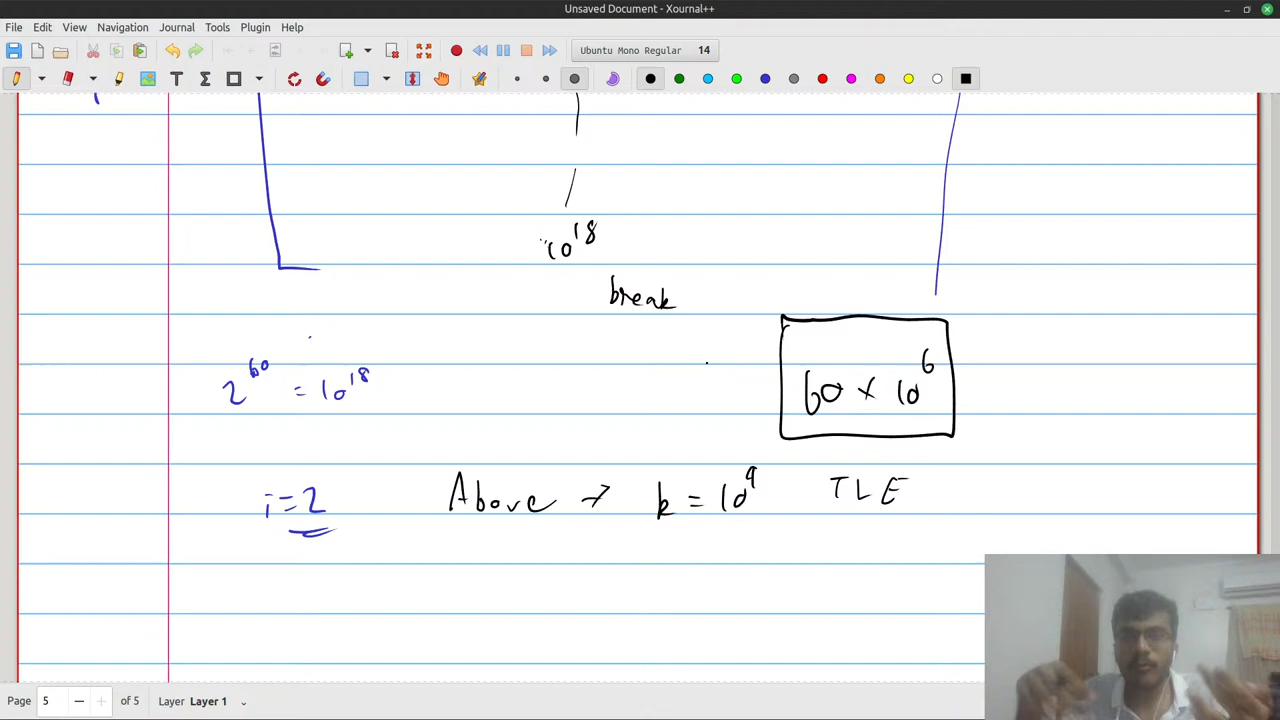 Unsaved Document - Xournal++
File Edit View Navigation Journal Tools Plugin Help
Ubuntu Mono Regular 14
10^18
break
2^60 = 10^18
60 × 10^6
i=2 Above → k = 10^9 TLE
Page 5 of 5 Layer Layer 1